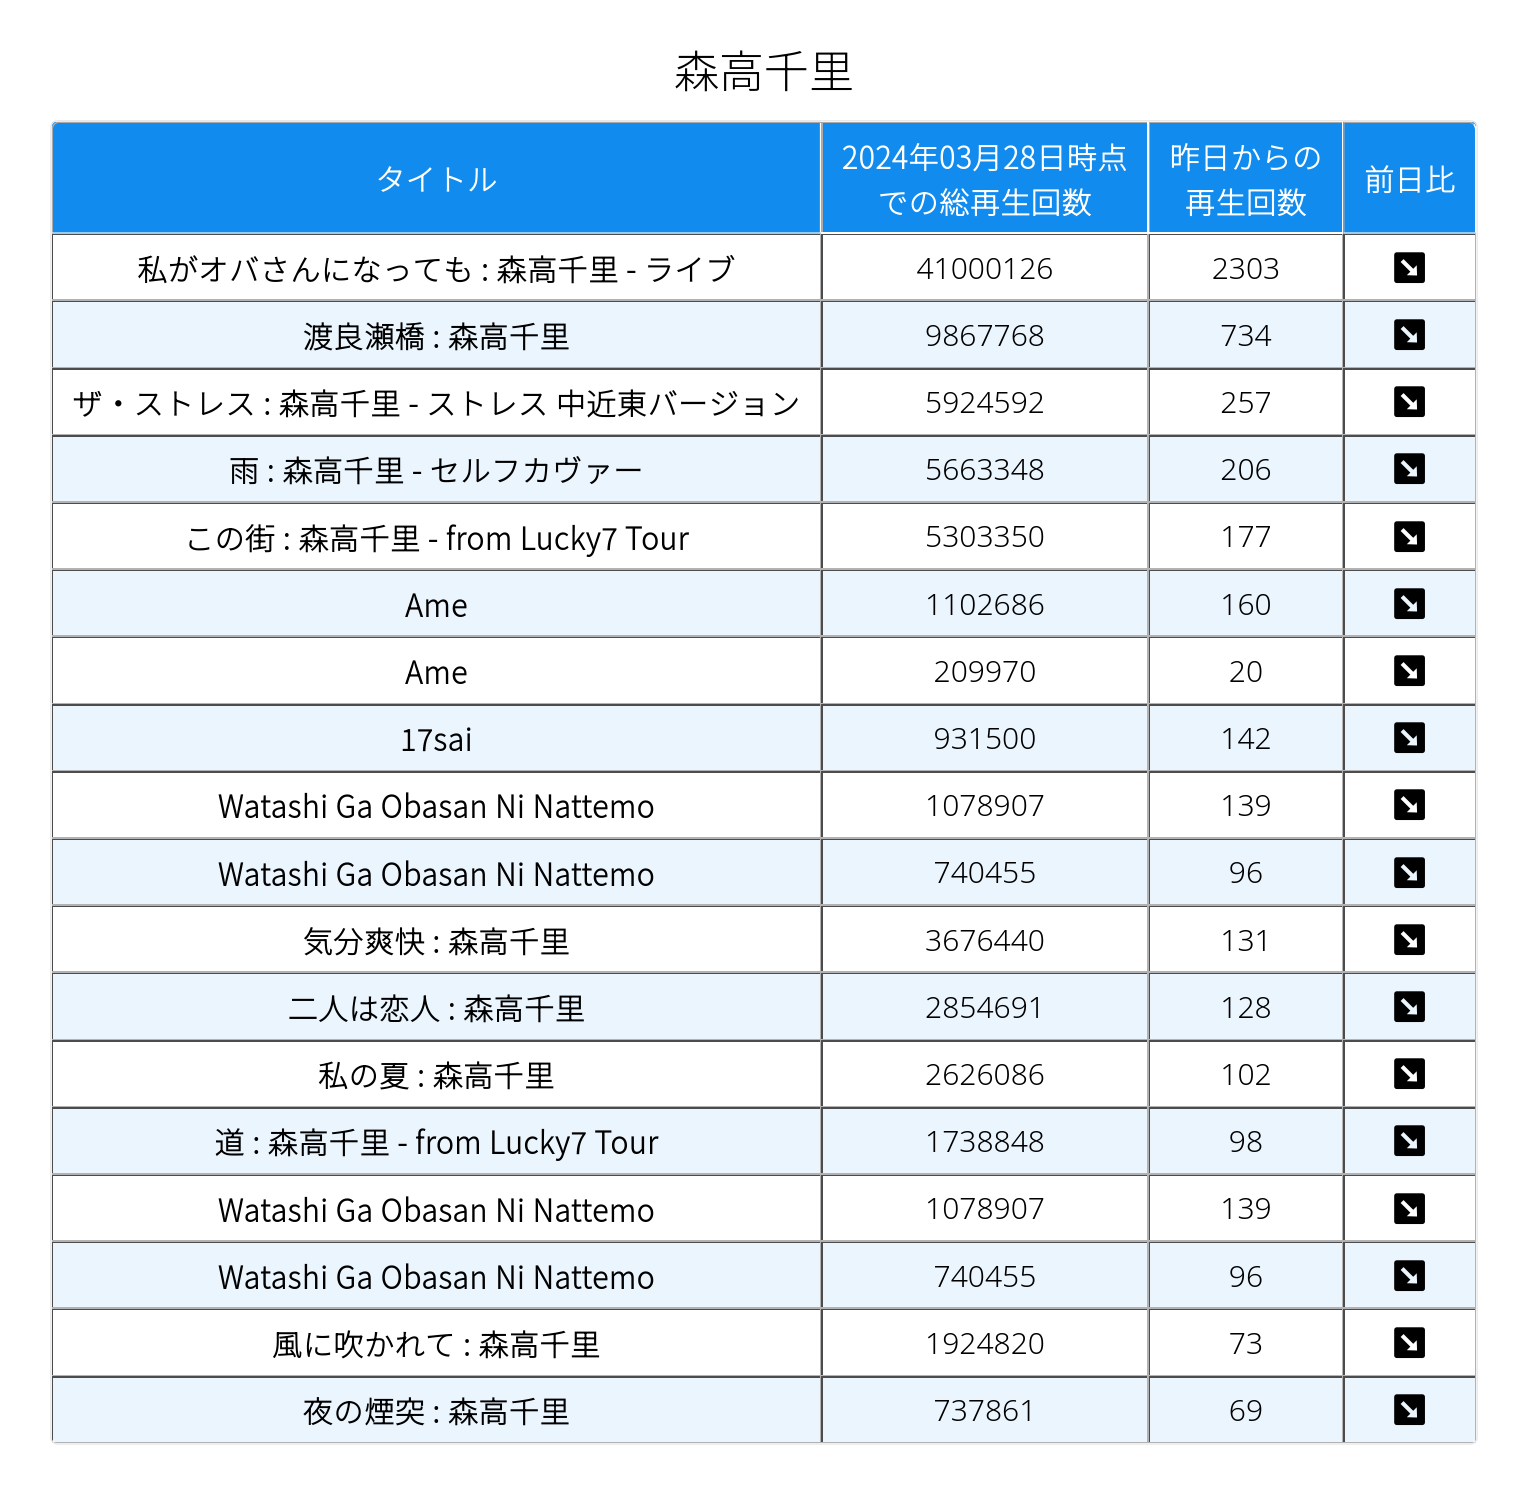 森高千里
タイトル 2024年03月28日時点での総再生回数 昨日からの再生回数 前日比
私がオバさんになっても : 森高千里 - ライブ 41000126 2303 ↘
渡良瀬橋 : 森高千里 9867768 734 ↘
ザ・ストレス : 森高千里 - ストレス 中近東バージョン 5924592 257 ↘
雨 : 森高千里 - セルフカヴァー 5663348 206 ↘
この街 : 森高千里 - from Lucky7 Tour 5303350 177 ↘
Ame 1102686 160 ↘
Ame 209970 20 ↘
17sai 931500 142 ↘
Watashi Ga Obasan Ni Nattemo 1078907 139 ↘
Watashi Ga Obasan Ni Nattemo 740455 96 ↘
気分爽快 : 森高千里 3676440 131 ↘
二人は恋人 : 森高千里 2854691 128 ↘
私の夏 : 森高千里 2626086 102 ↘
道 : 森高千里 - from Lucky7 Tour 1738848 98 ↘
Watashi Ga Obasan Ni Nattemo 1078907 139 ↘
Watashi Ga Obasan Ni Nattemo 740455 96 ↘
風に吹かれて : 森高千里 1924820 73 ↘
夜の煙突 : 森高千里 737861 69 ↘